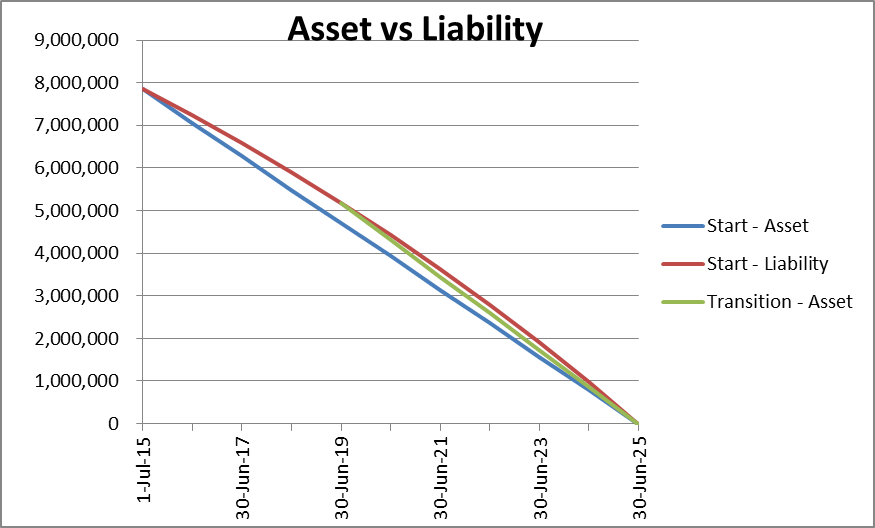 Asset vs Liability
9,000,000
8,000,000
7,000,000
6,000,000
5,000,000
4,000,000
3,000,000
2,000,000
1,000,000
0
1-Jul-15
30-Jun-17
30-Jun-19
30-Jun-21
30-Jun-23
30-Jun-25
Start - Asset
Start - Liability
Transition - Asset